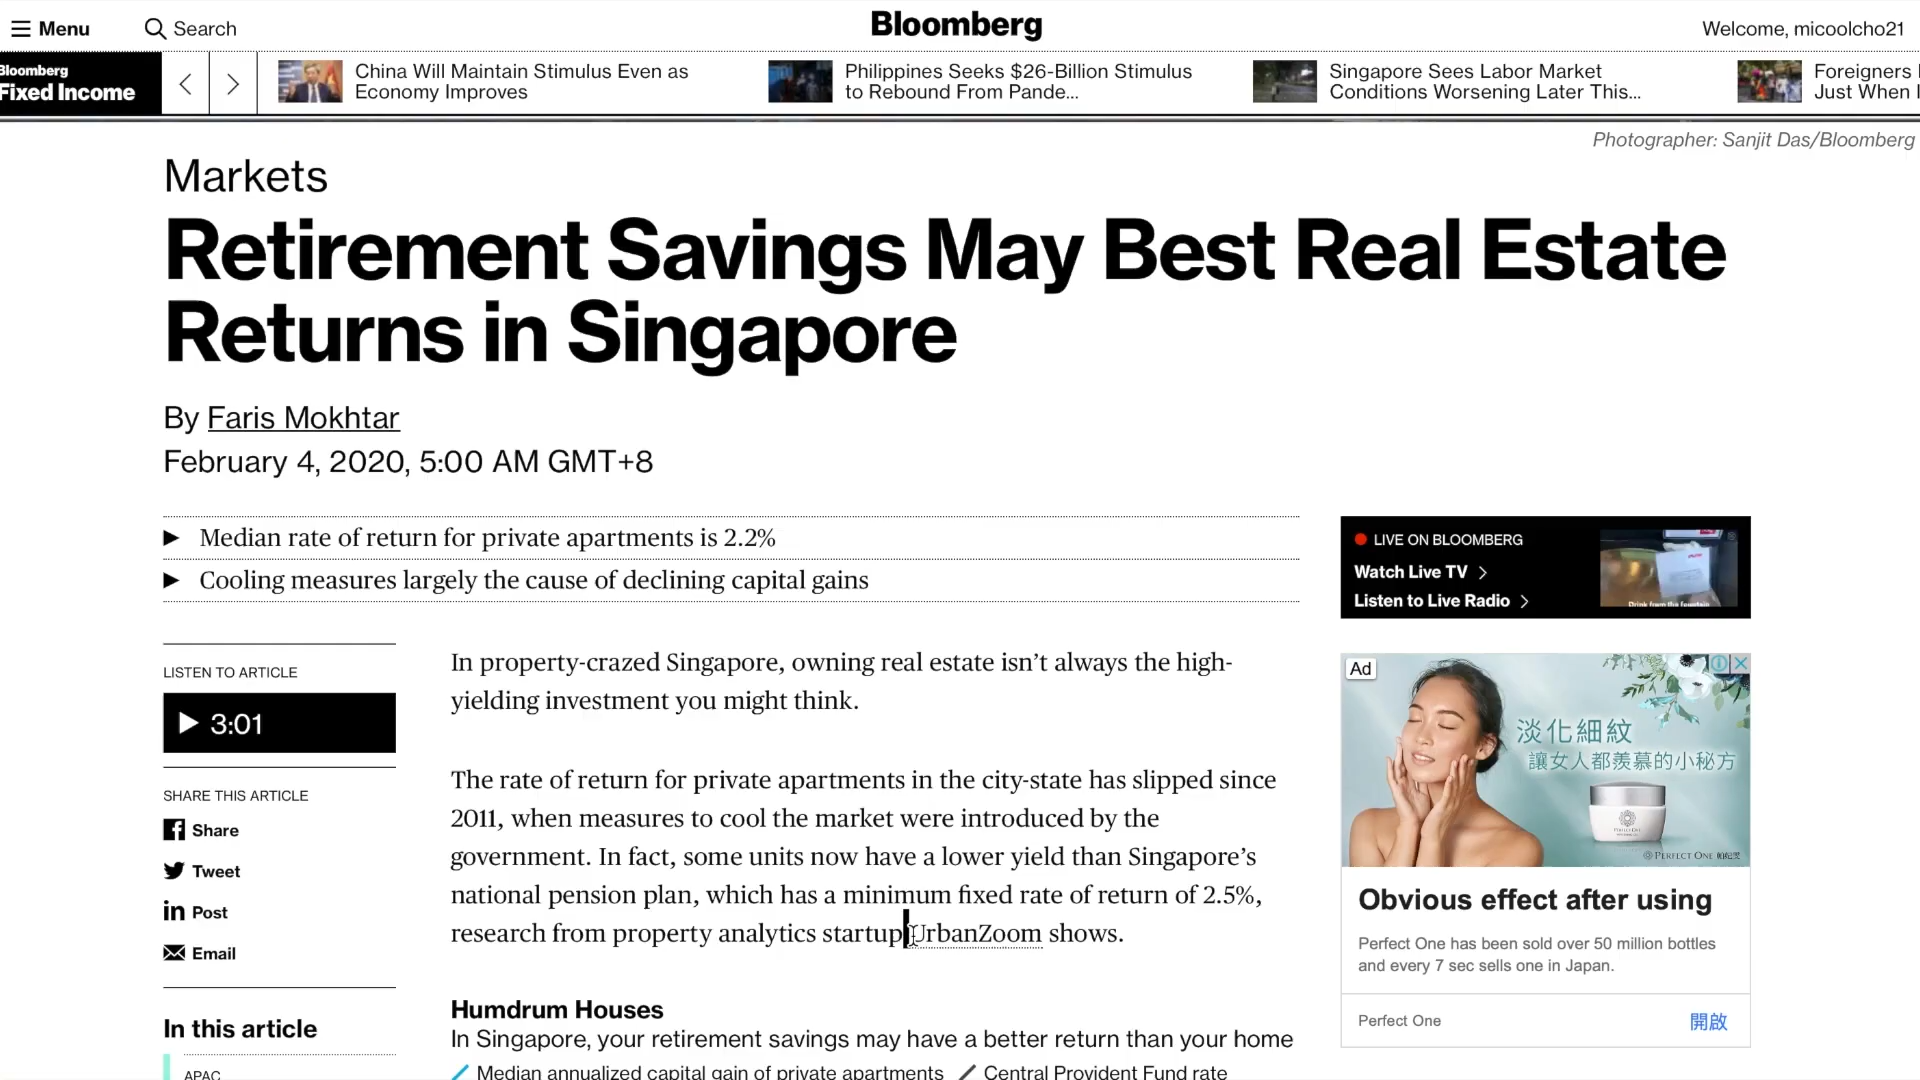 Menu
Search
Bloomberg
Welcome, micoolcho21
Bloomberg
Fixed Income
China Will Maintain Stimulus Even as
Economy Improves
Philippines Seeks $26-Billion Stimulus
to Rebound From Pande...
Singapore Sees Labor Market
Conditions Worsening Later This...
Foreigners
Just When
Photographer: Sanjit Das/Bloomberg
Markets
Retirement Savings May Best Real Estate
Returns in Singapore
By Faris Mokhtar
February 4, 2020, 5:00 AM GMT+8
Median rate of return for private apartments is 2.2%
Cooling measures largely the cause of declining capital gains
LIVE ON BLOOMBERG
Watch Live TV
Listen to Live Radio
Drink from the fountain
LISTEN TO ARTICLE
3:01
SHARE THIS ARTICLE
Share
Tweet
Post
Email
In this article
APAC
In property-crazed Singapore, owning real estate isn’t always the high-
yielding investment you might think.
The rate of return for private apartments in the city-state has slipped since
2011, when measures to cool the market were introduced by the
government. In fact, some units now have a lower yield than Singapore’s
national pension plan, which has a minimum fixed rate of return of 2.5%,
research from property analytics startup UrbanZoom shows.
Humdrum Houses
In Singapore, your retirement savings may have a better return than your home
Median annualized capital gain of private apartments
Central Provident Fund rate
Ad
淡化細紋
讓女人都羨慕的小秘方
PERFECT ONE
PERFECT ONE
Obvious effect after using
Perfect One has been sold over 50 million bottles
and every 7 sec sells one in Japan.
Perfect One
開啟